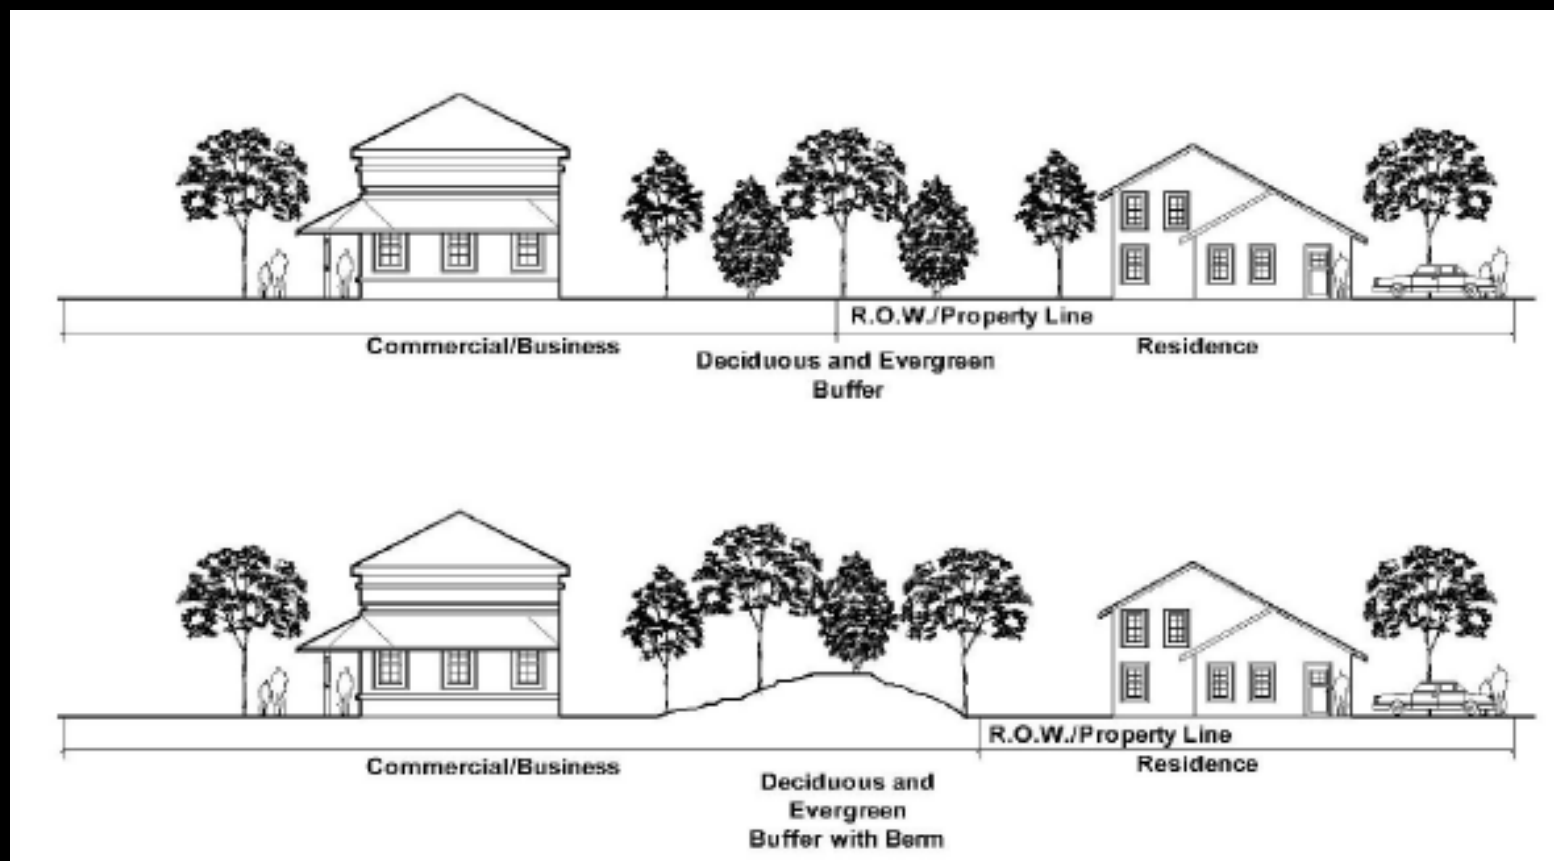 R.O.W./Property Line
Commercial/Business
Residence
Deciduous and Evergreen
Buffer
R.O.W./Property Line
Commercial/Business
Residence
Deciduous and
Evergreen
Buffer with Berm